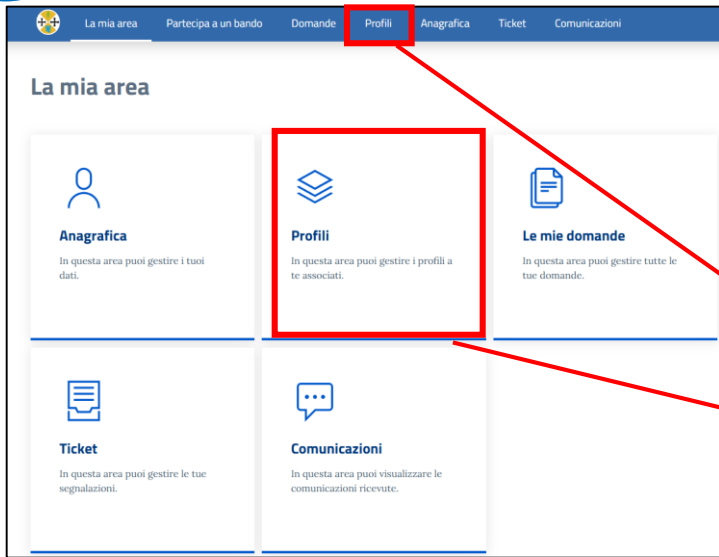 La mia area Partecipa a un bando Domande Profili Anagrafica Ticket Comunicazioni
La mia area
Anagrafica
In questa area puoi gestire i tuoi
dati.
Profili
In questa area puoi gestire i profili a
te associati.
Le mie domande
In questa area puoi gestire tutte le
tue domande.
Ticket
In questa area puoi gestire le tue
segnalazioni.
Comunicazioni
In questa area puoi visualizzare le
comunicazioni ricevute.